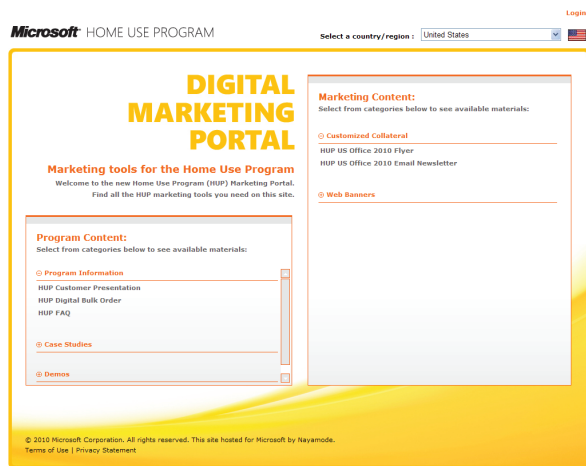 Login
Microsoft HOME USE PROGRAM
Select a country/region : United States
DIGITAL
MARKETING
PORTAL
Marketing tools for the Home Use Program
Welcome to the new Home Use Program (HUP) Marketing Portal.
Find all the HUP marketing tools you need on this site.
Program Content:
Select from categories below to see available materials:
Program Information
HUP Customer Presentation
HUP Digital Bulk Order
HUP FAQ
Case Studies
Demos
Marketing Content:
Select from categories below to see available materials:
Customized Collateral
HUP US Office 2010 Flyer
HUP US Office 2010 Email Newsletter
Web Banners
© 2010 Microsoft Corporation. All rights reserved. This site hosted for Microsoft by Nayamode.
Terms of Use | Privacy Statement